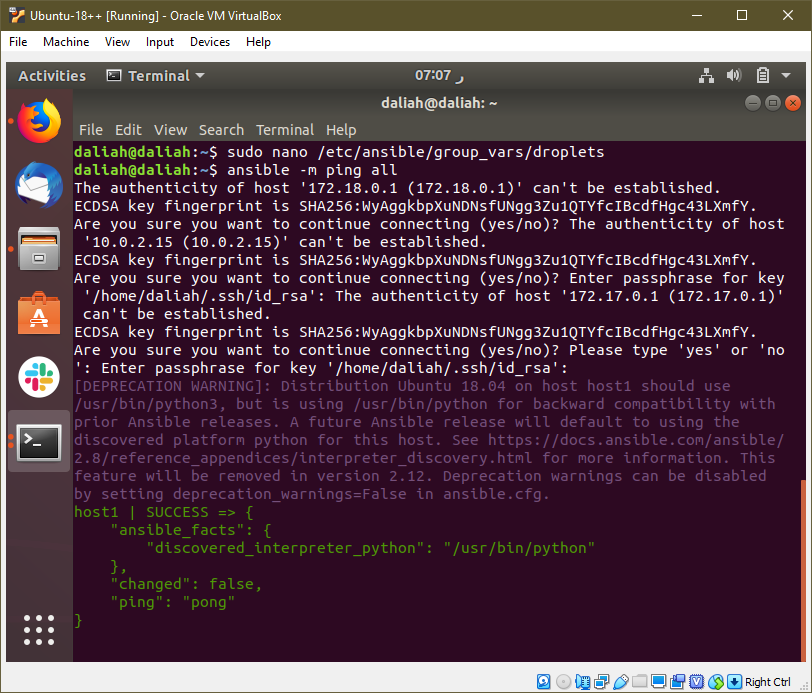 Ubuntu-18++ [Running] - Oracle VM VirtualBox
File Machine View Input Devices Help
Activities Terminal 07:07 ر
daliah@daliah: ~
File Edit View Search Terminal Help
daliah@daliah:~$ sudo nano /etc/ansible/group_vars/droplets
daliah@daliah:~$ ansible -m ping all
The authenticity of host '172.18.0.1 (172.18.0.1)' can't be established.
ECDSA key fingerprint is SHA256:WyAggkbpXuNDNsfUNgg3Zu1QTYfcIBcdfHgc43LXmfY.
Are you sure you want to continue connecting (yes/no)? The authenticity of host
'10.0.2.15 (10.0.2.15)' can't be established.
ECDSA key fingerprint is SHA256:WyAggkbpXuNDNsfUNgg3Zu1QTYfcIBcdfHgc43LXmfY.
Are you sure you want to continue connecting (yes/no)? Enter passphrase for key
'/home/daliah/.ssh/id_rsa': The authenticity of host '172.17.0.1 (172.17.0.1)'
can't be established.
ECDSA key fingerprint is SHA256:WyAggkbpXuNDNsfUNgg3Zu1QTYfcIBcdfHgc43LXmfY.
Are you sure you want to continue connecting (yes/no)? Please type 'yes' or 'no
': Enter passphrase for key '/home/daliah/.ssh/id_rsa':
[DEPRECATION WARNING]: Distribution Ubuntu 18.04 on host host1 should use
/usr/bin/python3, but is using /usr/bin/python for backward compatibility with
prior Ansible releases. A future Ansible release will default to using the
discovered platform python for this host. See https://docs.ansible.com/ansible/
2.8/reference_appendices/interpreter_discovery.html for more information. This
feature will be removed in version 2.12. Deprecation warnings can be disabled
by setting deprecation_warnings=False in ansible.cfg.
host1 | SUCCESS => {
    "ansible_facts": {
        "discovered_interpreter_python": "/usr/bin/python"
    },
    "changed": false,
    "ping": "pong"
}
Right Ctrl